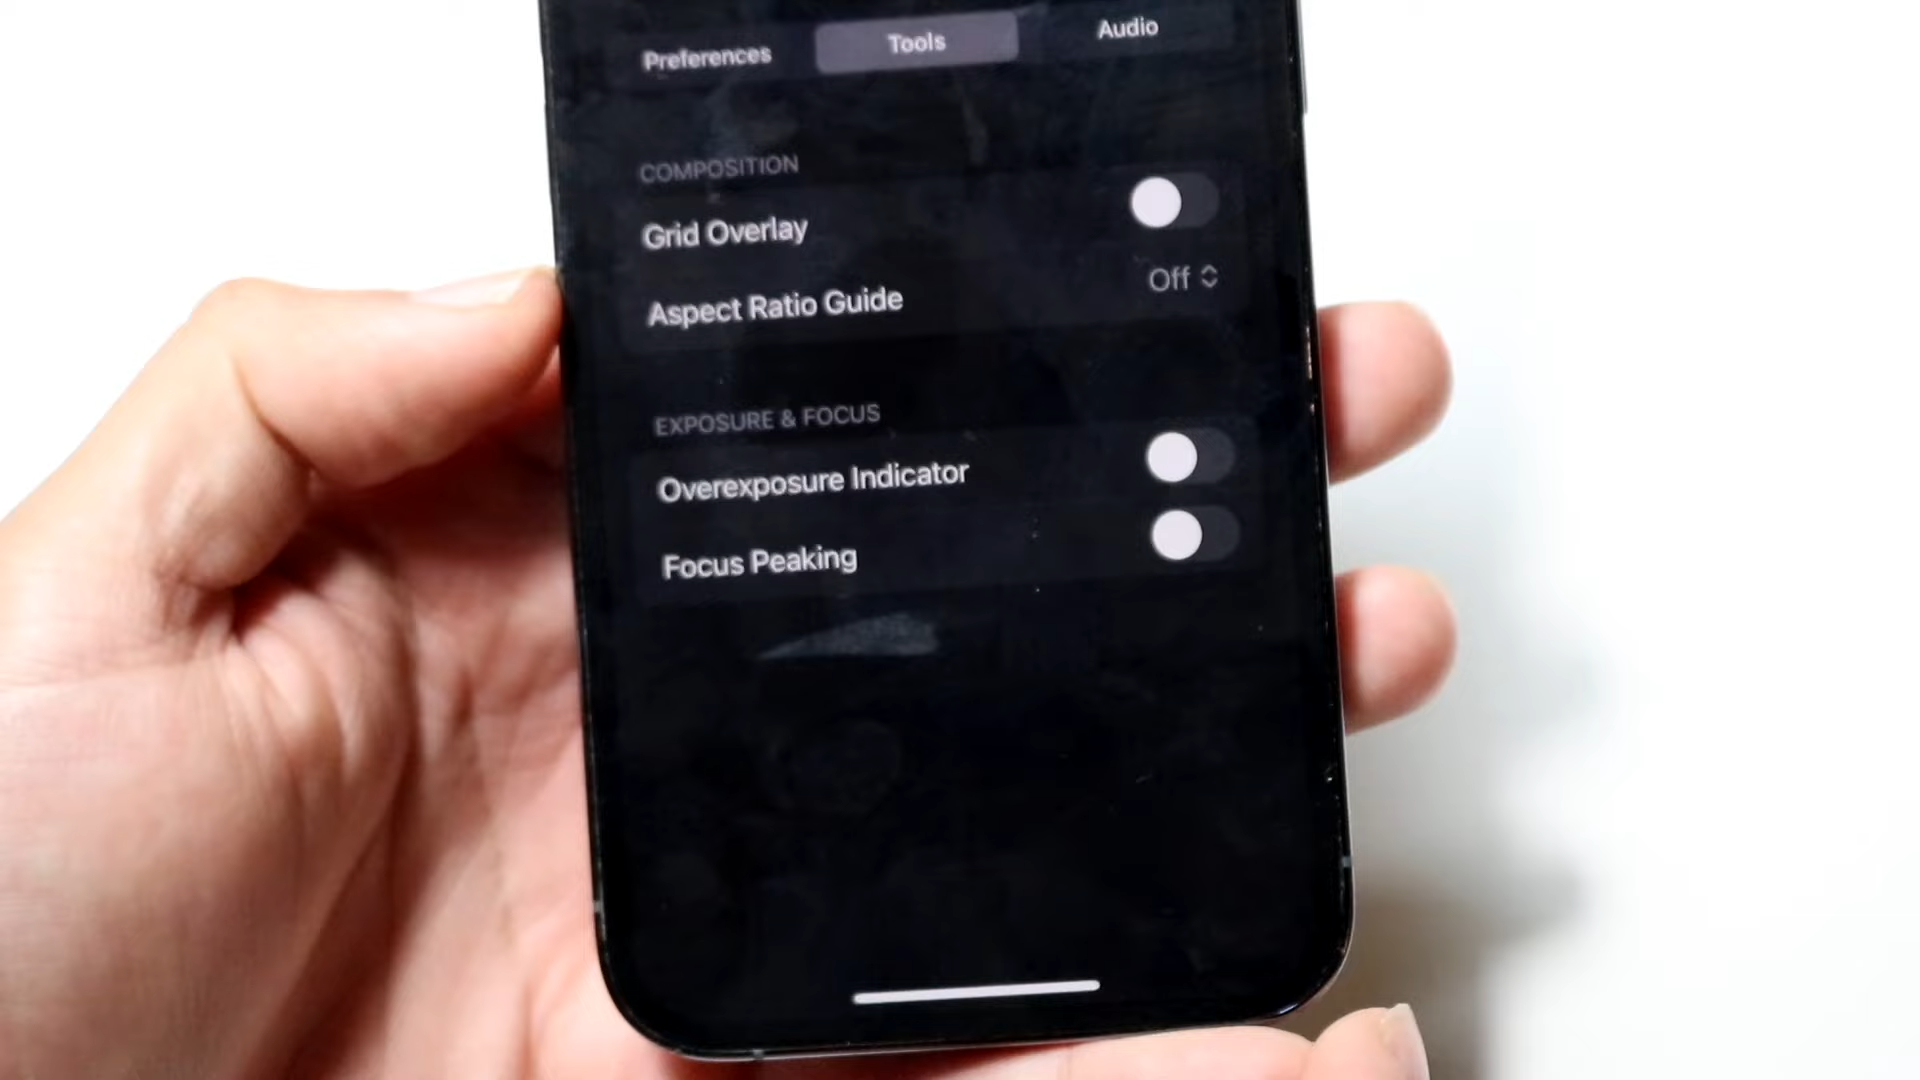 Preferences Tools Audio
COMPOSITION
Grid Overlay
Aspect Ratio Guide Off
EXPOSURE & FOCUS
Overexposure Indicator
Focus Peaking